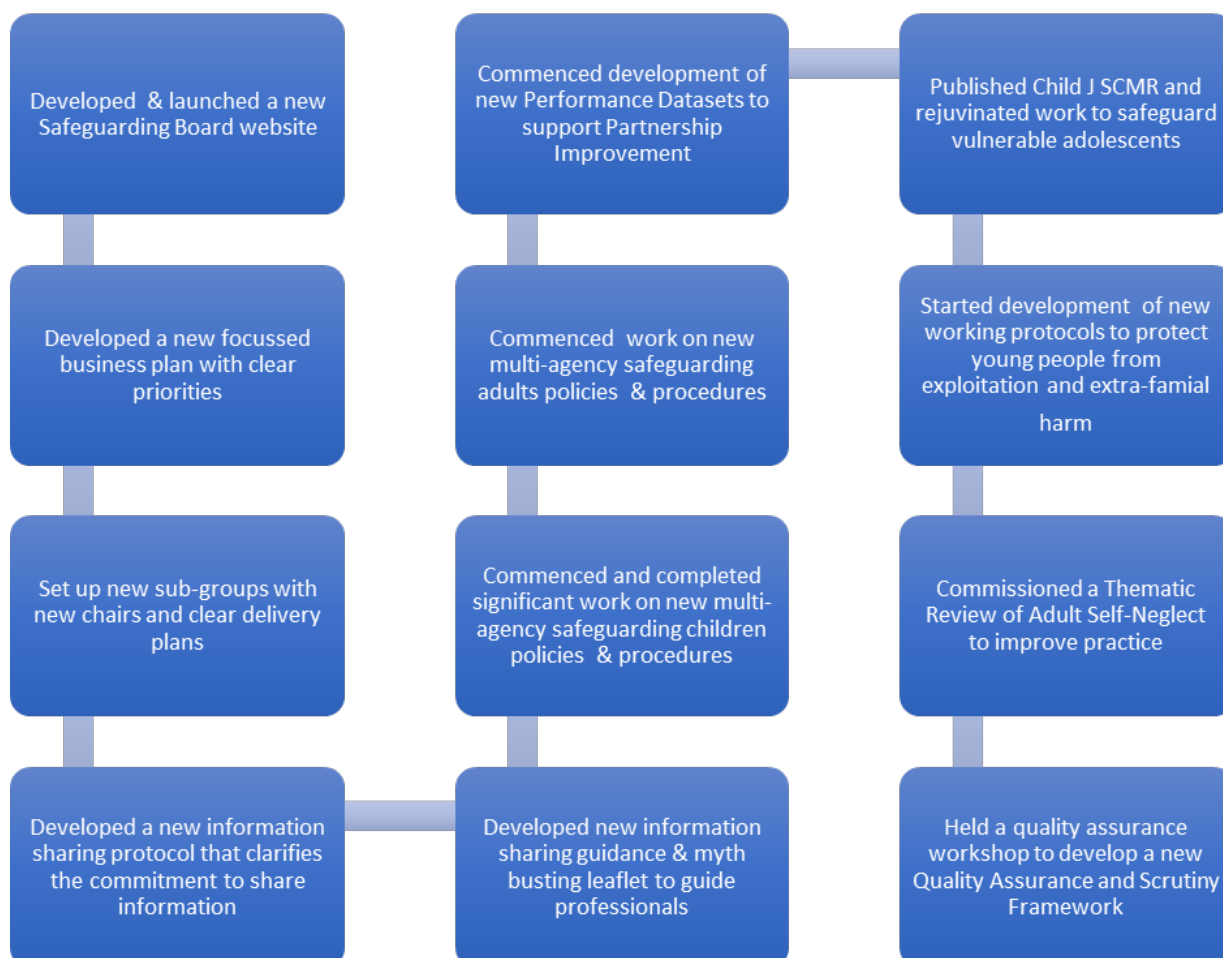 Developed & launched a new
Safeguarding Board website
Developed a new focussed
business plan with clear
priorities
Set up new sub-groups with
new chairs and clear delivery
plans
Developed a new information
sharing protocol that clarifies
the commitment to share
information
Developed new information
sharing guidance & myth
busting leaflet to guide
professionals
Commenced and completed
significant work on new multi-
agency safeguarding children
policies & procedures
Commenced work on new
multi-agency safeguarding
adults policies & procedures
Commenced development of
new Performance Datasets to
support Partnership
Improvement
Published Child J SCMR and
rejuvinated work to safeguard
vulnerable adolescents
Started development of new
working protocols to protect
young people from
exploitation and extra-famial
harm
Commissioned a Thematic
Review of Adult Self-Neglect
to improve practice
Held a quality assurance
workshop to develop a new
Quality Assurance and Scrutiny
Framework